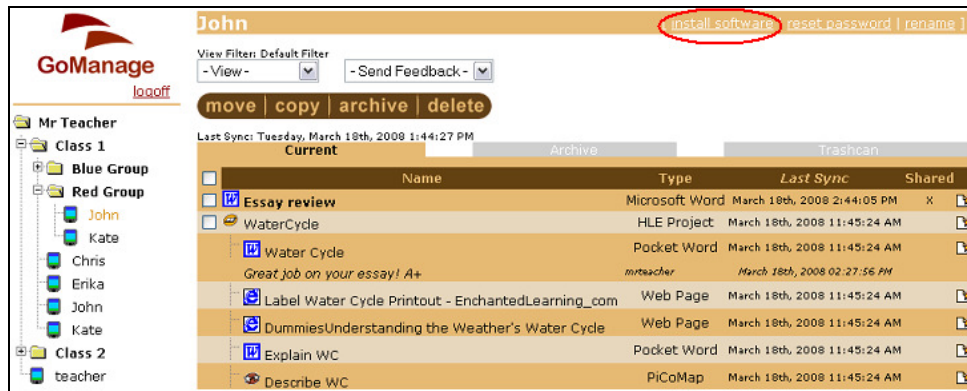 GoManage
logoff
Mr Teacher
Class 1
Blue Group
Red Group
John
Kate
Chris
Erika
John
Kate
Class 2
teacher
John
install software | reset password | rename ]
View Filter: Default Filter
- View -
- Send Feedback -
move | copy | archive | delete
Last Sync: Tuesday, March 18th, 2008 1:44:27 PM
Current Archive Trashcan
Name Type Last Sync Shared
Essay review Microsoft Word March 18th, 2008 2:44:05 PM X
WaterCycle HLE Project March 18th, 2008 11:45:24 AM
Water Cycle Pocket Word March 18th, 2008 11:45:24 AM
Great job on your essay! A+ mrteacher March 18th, 2008 02:27:56 PM
Label Water Cycle Printout - EnchantedLearning_com Web Page March 18th, 2008 11:45:24 AM
DummiesUnderstanding the Weather's Water Cycle Web Page March 18th, 2008 11:45:24 AM
Explain WC Pocket Word March 18th, 2008 11:45:24 AM
Describe WC PiCoMap March 18th, 2008 11:45:24 AM